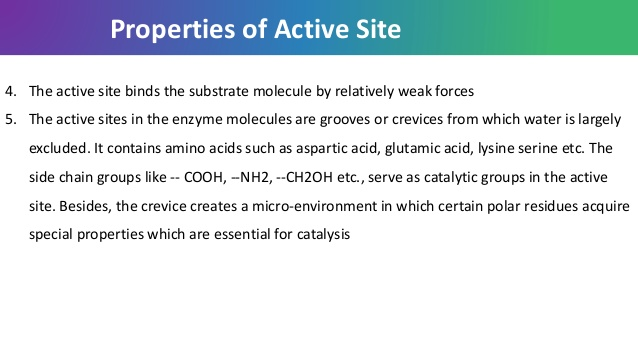 Properties of Active Site
4. The active site binds the substrate molecule by relatively weak forces
5. The active sites in the enzyme molecules are grooves or crevices from which water is largely
excluded. It contains amino acids such as aspartic acid, glutamic acid, lysine serine etc. The
side chain groups like -- COOH, --NH2, --CH2OH etc., serve as catalytic groups in the active
site. Besides, the crevice creates a micro-environment in which certain polar residues acquire
special properties which are essential for catalysis